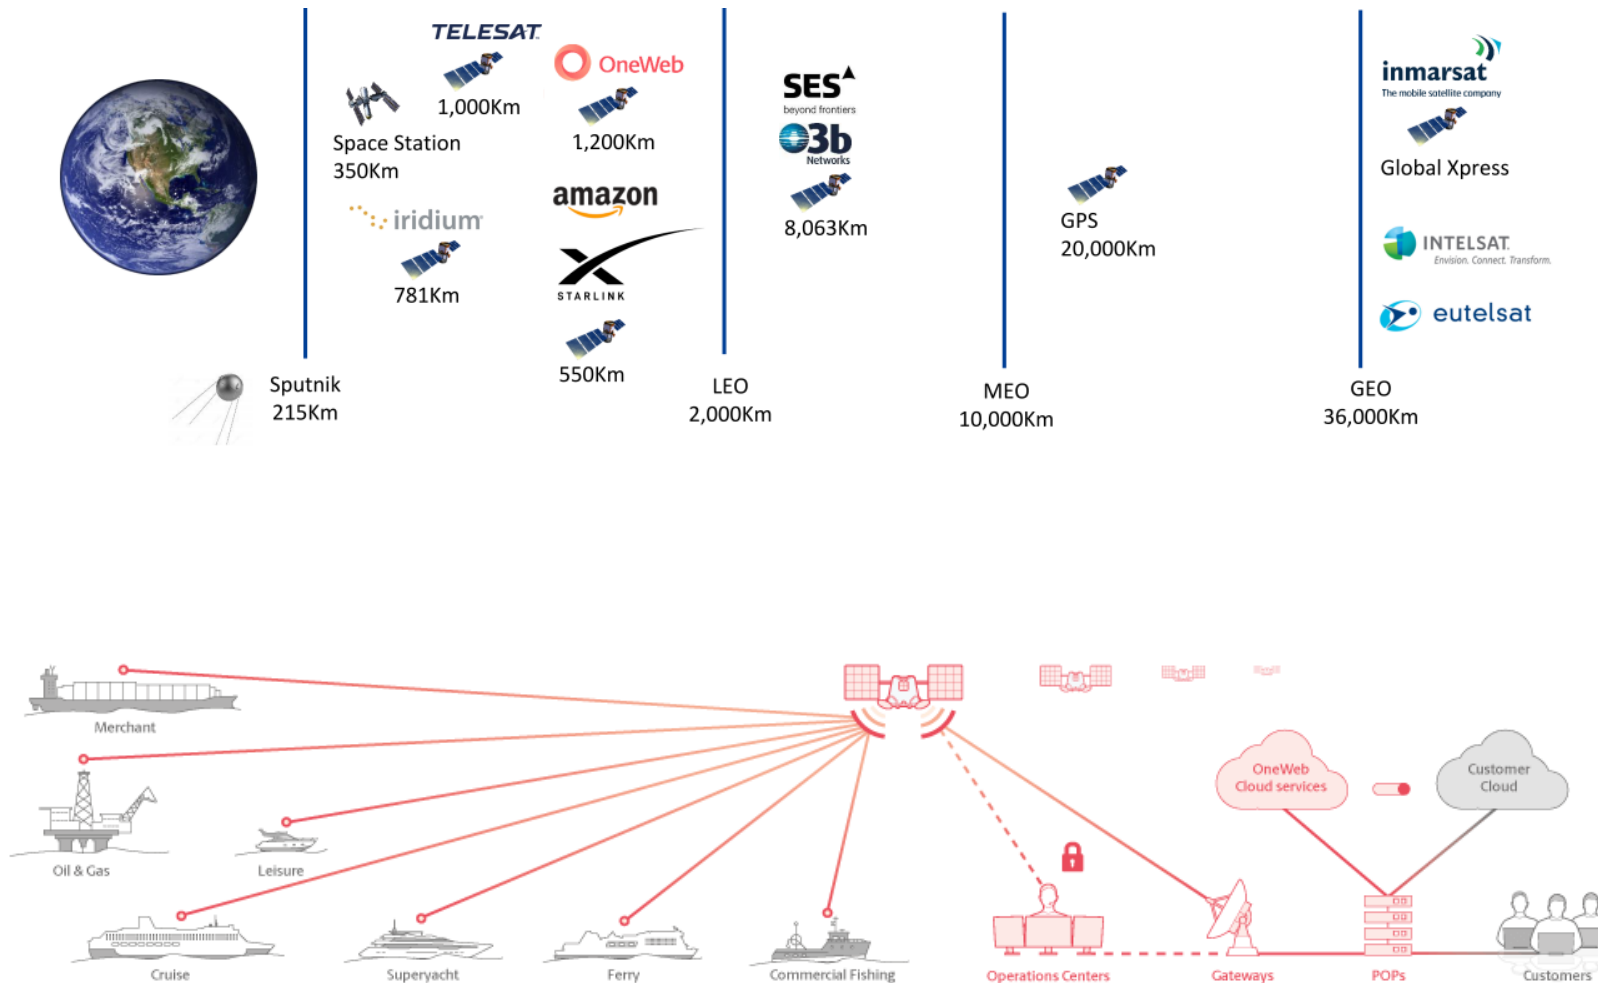 TELESAT
1,000Km
OneWeb
1,200Km
Space Station
350Km
iridium
781Km
amazon
STARLINK
550Km
Sputnik
215Km
LEO
2,000Km
SES
beyond frontiers
O3b
Networks
8,063Km
MEO
10,000Km
GPS
20,000Km
GEO
36,000Km
inmarsat
The mobile satellite company
Global Xpress
INTELSAT
Envision. Connect. Transform.
eutelsat
Merchant
Oil & Gas
Leisure
Cruise
Superyacht
Ferry
Commercial Fishing
OneWeb
Cloud services
Customer
Cloud
Operations Centers
Gateways
POPs
Customers